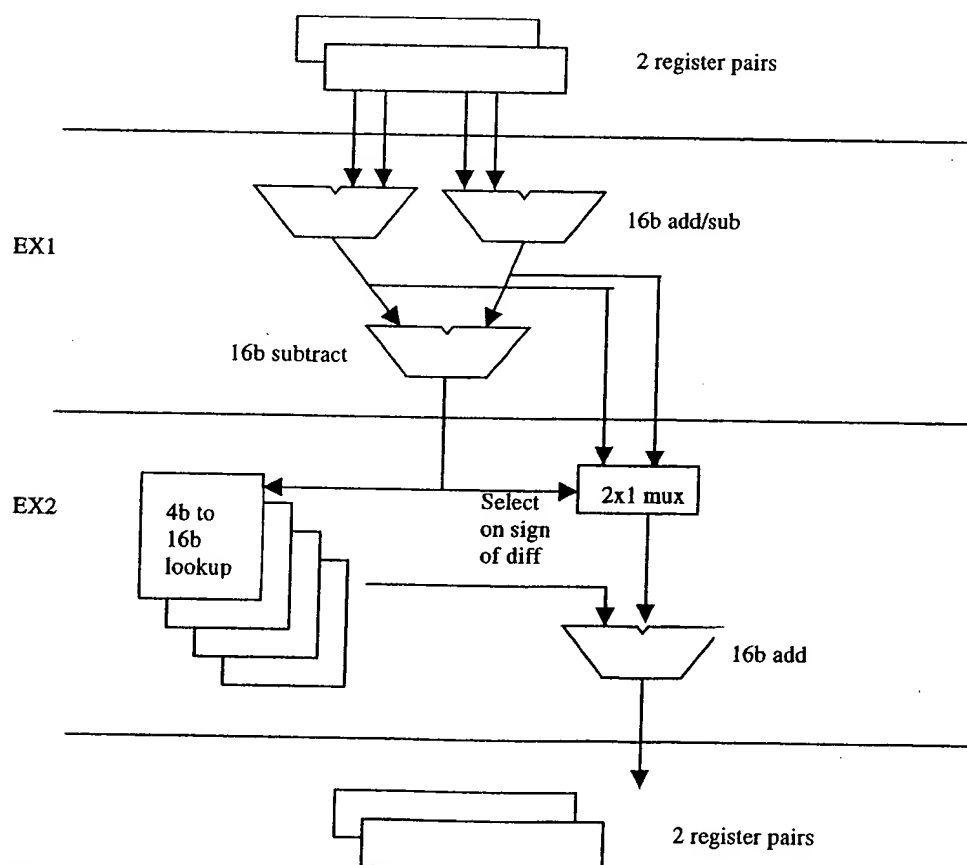 2 register pairs
16b add/sub
EX1
16b subtract
EX2
4b to
16b
lookup
Select
on sign
of diff
2x1 mux
16b add
2 register pairs